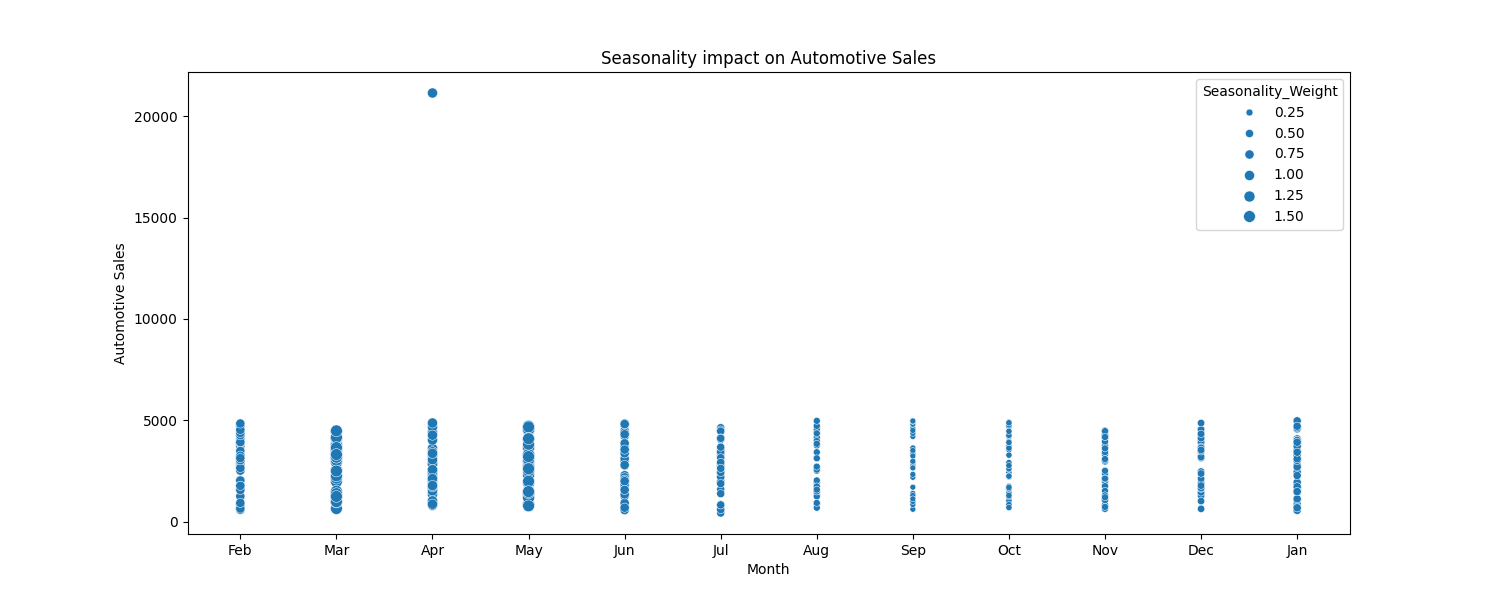 Seasonality impact on Automotive Sales
Seasonality_Weight
0.25
0.50
0.75
1.00
1.25
1.50
20000
15000
10000
5000
0
Automotive Sales
Feb Mar Apr May Jun Jul Aug Sep Oct Nov Dec Jan
Month